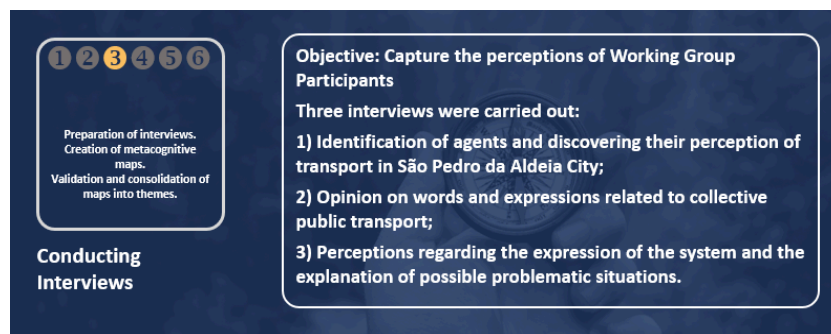 1 2 3 4 5 6
Preparation of interviews.
Creation of metacognitive
maps.
Validation and consolidation of
maps into themes.
Conducting
Interviews
Objective: Capture the perceptions of Working Group
Participants
Three interviews were carried out:
1) Identification of agents and discovering their perception of
transport in São Pedro da Aldeia City;
2) Opinion on words and expressions related to collective
public transport;
3) Perceptions regarding the expression of the system and the
explanation of possible problematic situations.